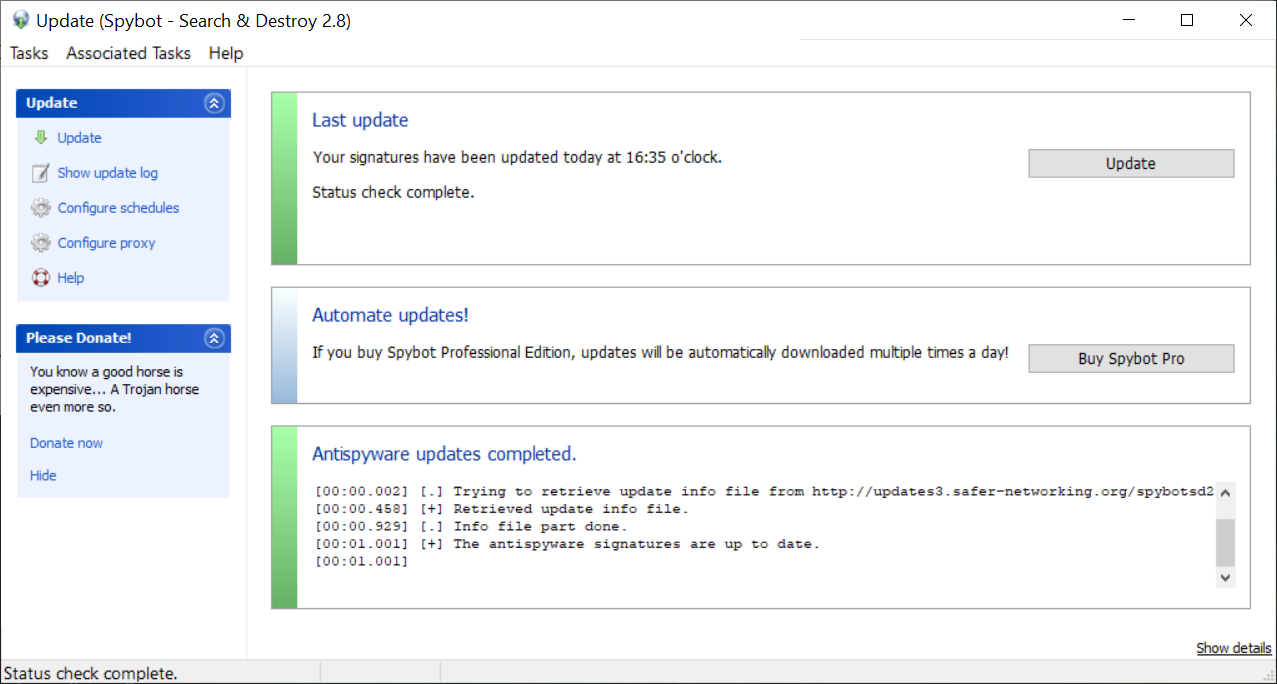 Update (Spybot - Search & Destroy 2.8)
Tasks Associated Tasks Help
Update
Update
Show update log
Configure schedules
Configure proxy
Help
Please Donate!
You know a good horse is
expensive... A Trojan horse
even more so.
Donate now
Hide
Last update
Your signatures have been updated today at 16:35 o'clock.
Update
Status check complete.
Automate updates!
If you buy Spybot Professional Edition, updates will be automatically downloaded multiple times a day!
Buy Spybot Pro
Antispyware updates completed.
[00:00.002] [.] Trying to retrieve update info file from http://updates3.safer-networking.org/spybotsd2
[00:00.458] [+] Retrieved update info file.
[00:00.929] [.] Info file part done.
[00:01.001] [+] The antispyware signatures are up to date.
[00:01.001]
Show details
Status check complete.